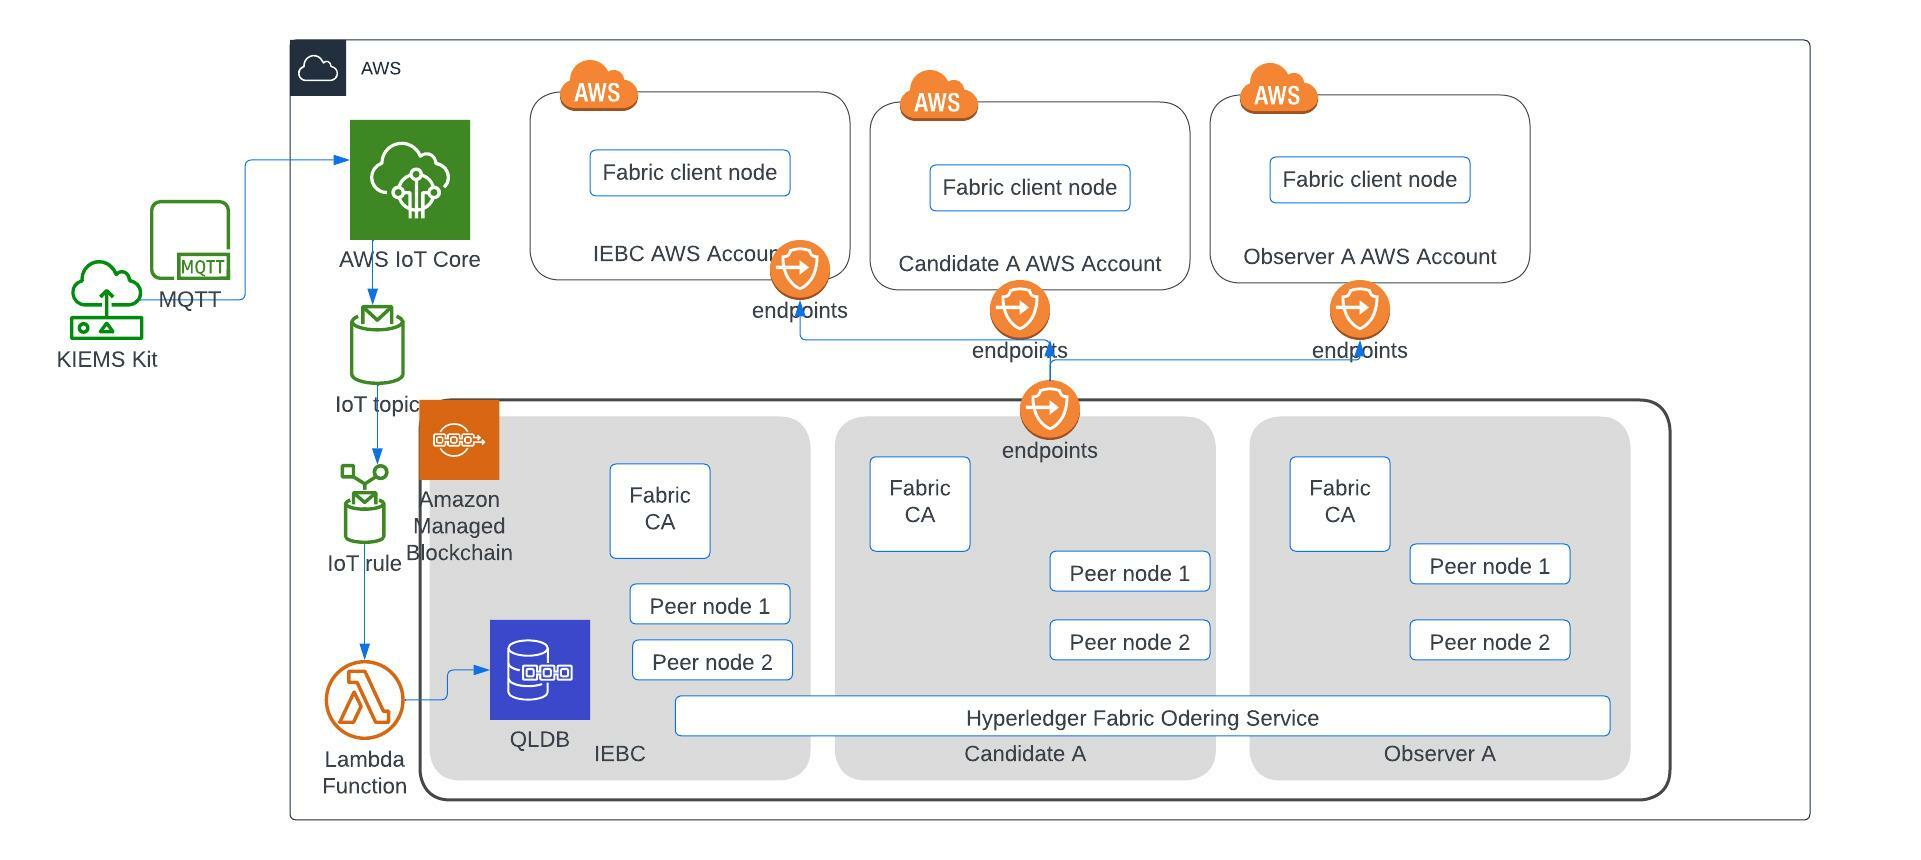 AWS
AWS
AWS
AWS
Fabric client node
Fabric client node
Fabric client node
IEBC AWS Accoun
Candidate A AWS Account
Observer A AWS Account
AWS IoT Core
MQTT
MQTT
KIEMS Kit
endpoints
endpoints
endpoints
endpoints
IoT topic
Amazon
Managed
Blockchain
IoT rule
Lambda
Function
Fabric
CA
Peer node 1
Peer node 2
QLDB
IEBC
Fabric
CA
Peer node 1
Peer node 2
Candidate A
Fabric
CA
Peer node 1
Peer node 2
Observer A
Hyperledger Fabric Odering Service